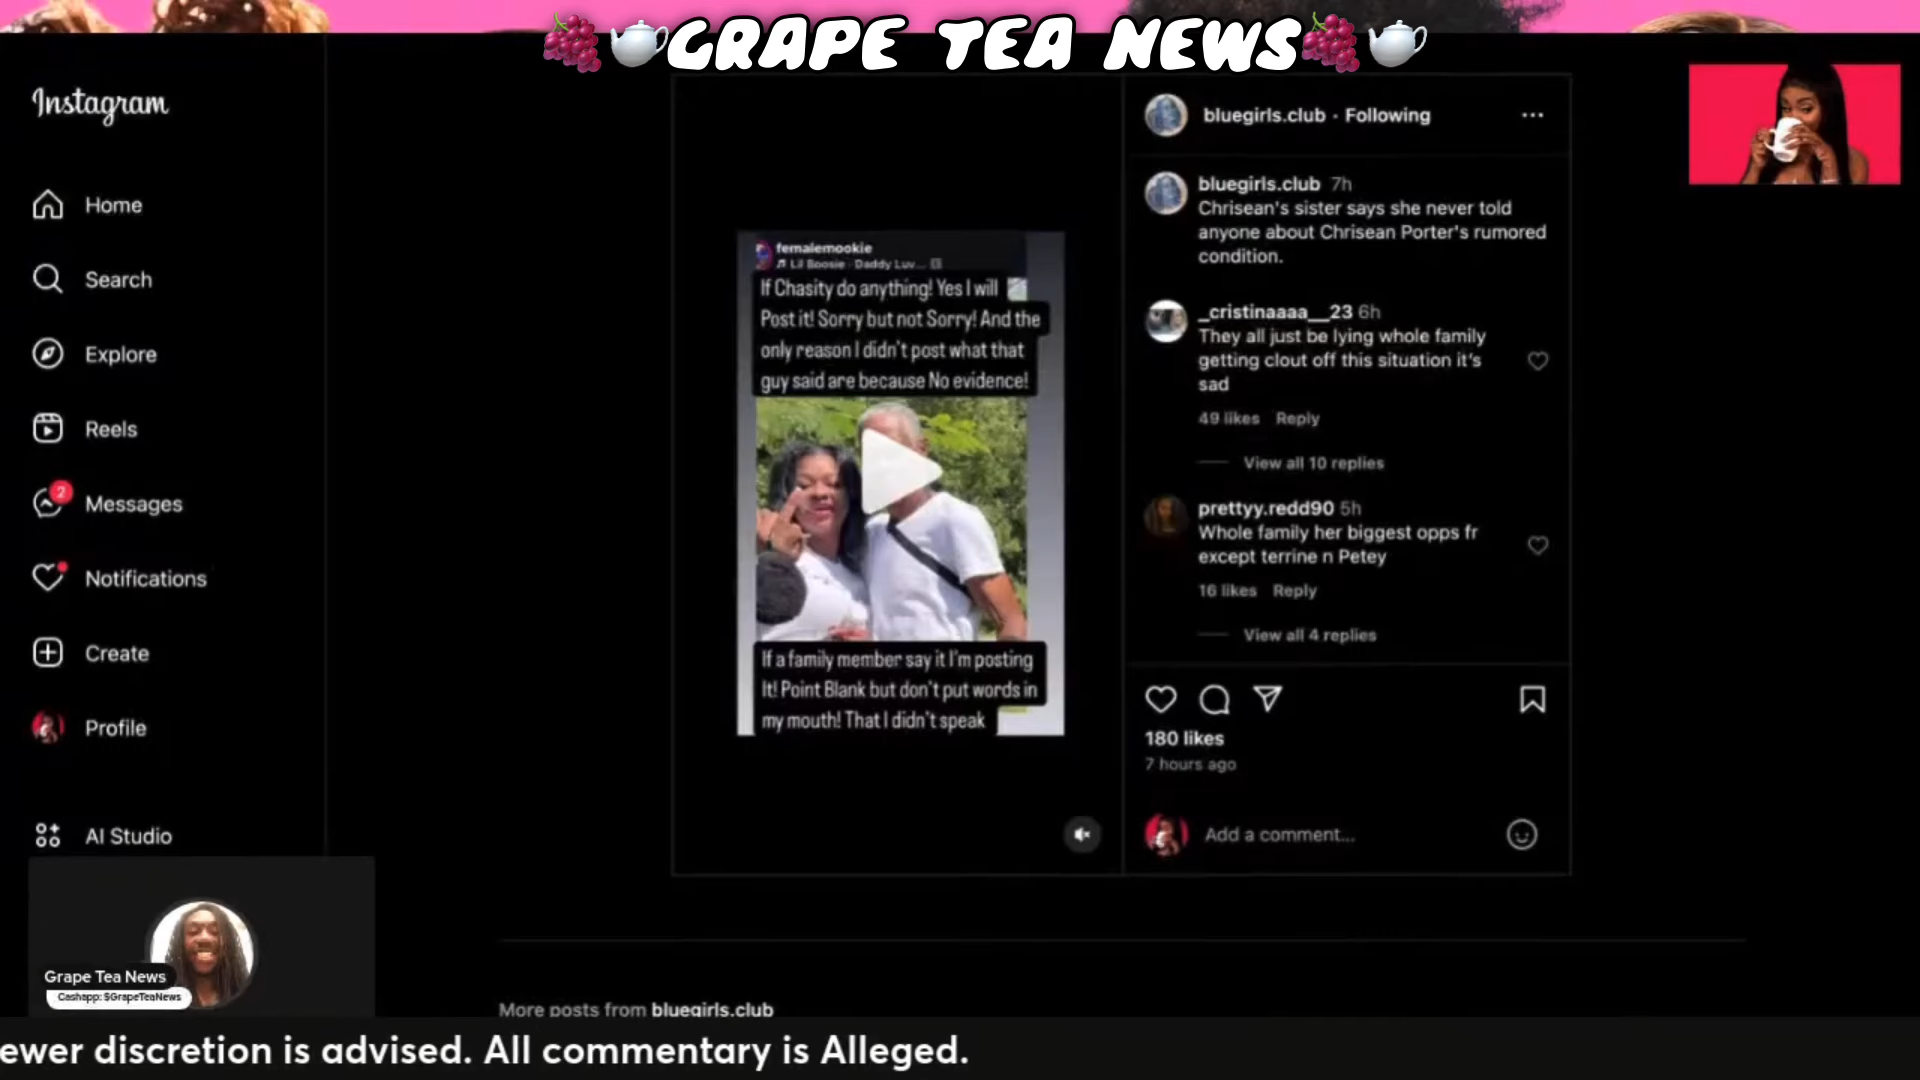 GRAPE TEA NEWS
Instagram
Home
Search
Explore
Reels
2
Messages
Notifications
Create
Profile
AI Studio
femalemookie
Lil Boosie · Daddy Luv...
If Chasity do anything! Yes I will
Post it! Sorry but not Sorry! And the
only reason I didn't post what that
guy said are because No evidence!
If a family member say it I'm posting
It! Point Blank but don't put words in
my mouth! That I didn't speak
bluegirls.club • Following
bluegirls.club 7h
Chrisean's sister says she never told
anyone about Chrisean Porter's rumored
condition.
_cristinaaaa__23 6h
They all just be lying whole family
getting clout off this situation it's
sad
49 likes Reply
View all 10 replies
prettyy.redd90 5h
Whole family her biggest opps fr
except terrine n Petey
16 likes Reply
View all 4 replies
180 likes
7 hours ago
Add a comment...
More posts from bluegirls.club
Grape Tea News
Cashapp: $GrapeTeaNews
ewer discretion is advised. All commentary is Alleged.